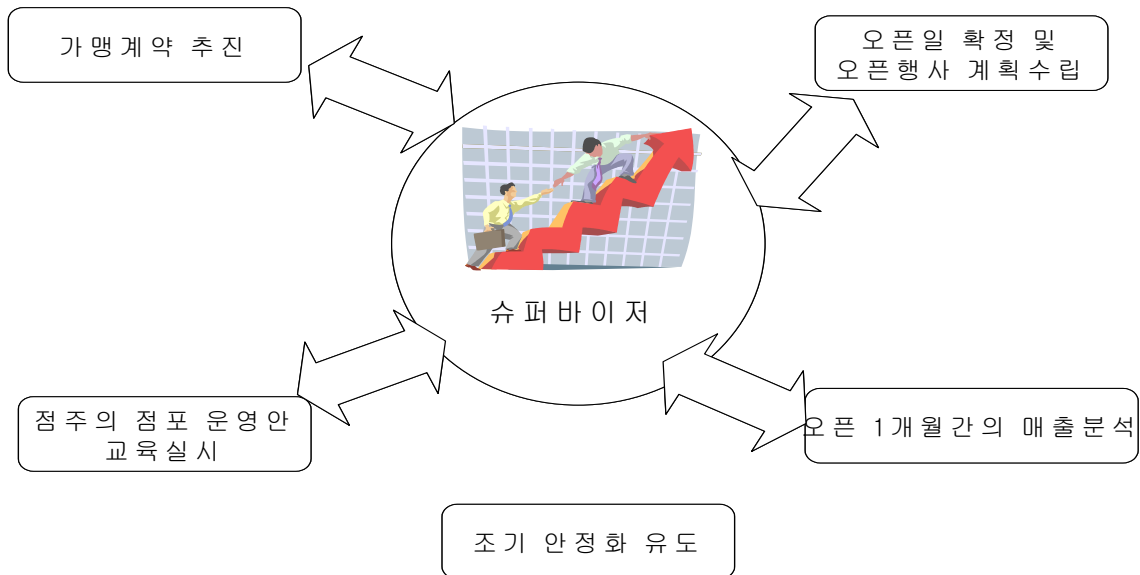 가맹계약 추진
오픈일 확정 및
오픈행사 계획수립
슈퍼바이저
점주의 점포 운영안
교육실시
오픈 1개월간의 매출분석
조기 안정화 유도